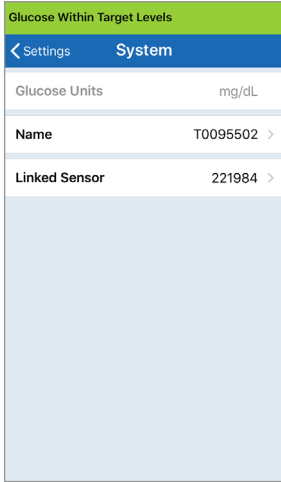 Glucose Within Target Levels
Settings System
Glucose Units mg/dL
Name T0095502
Linked Sensor 221984